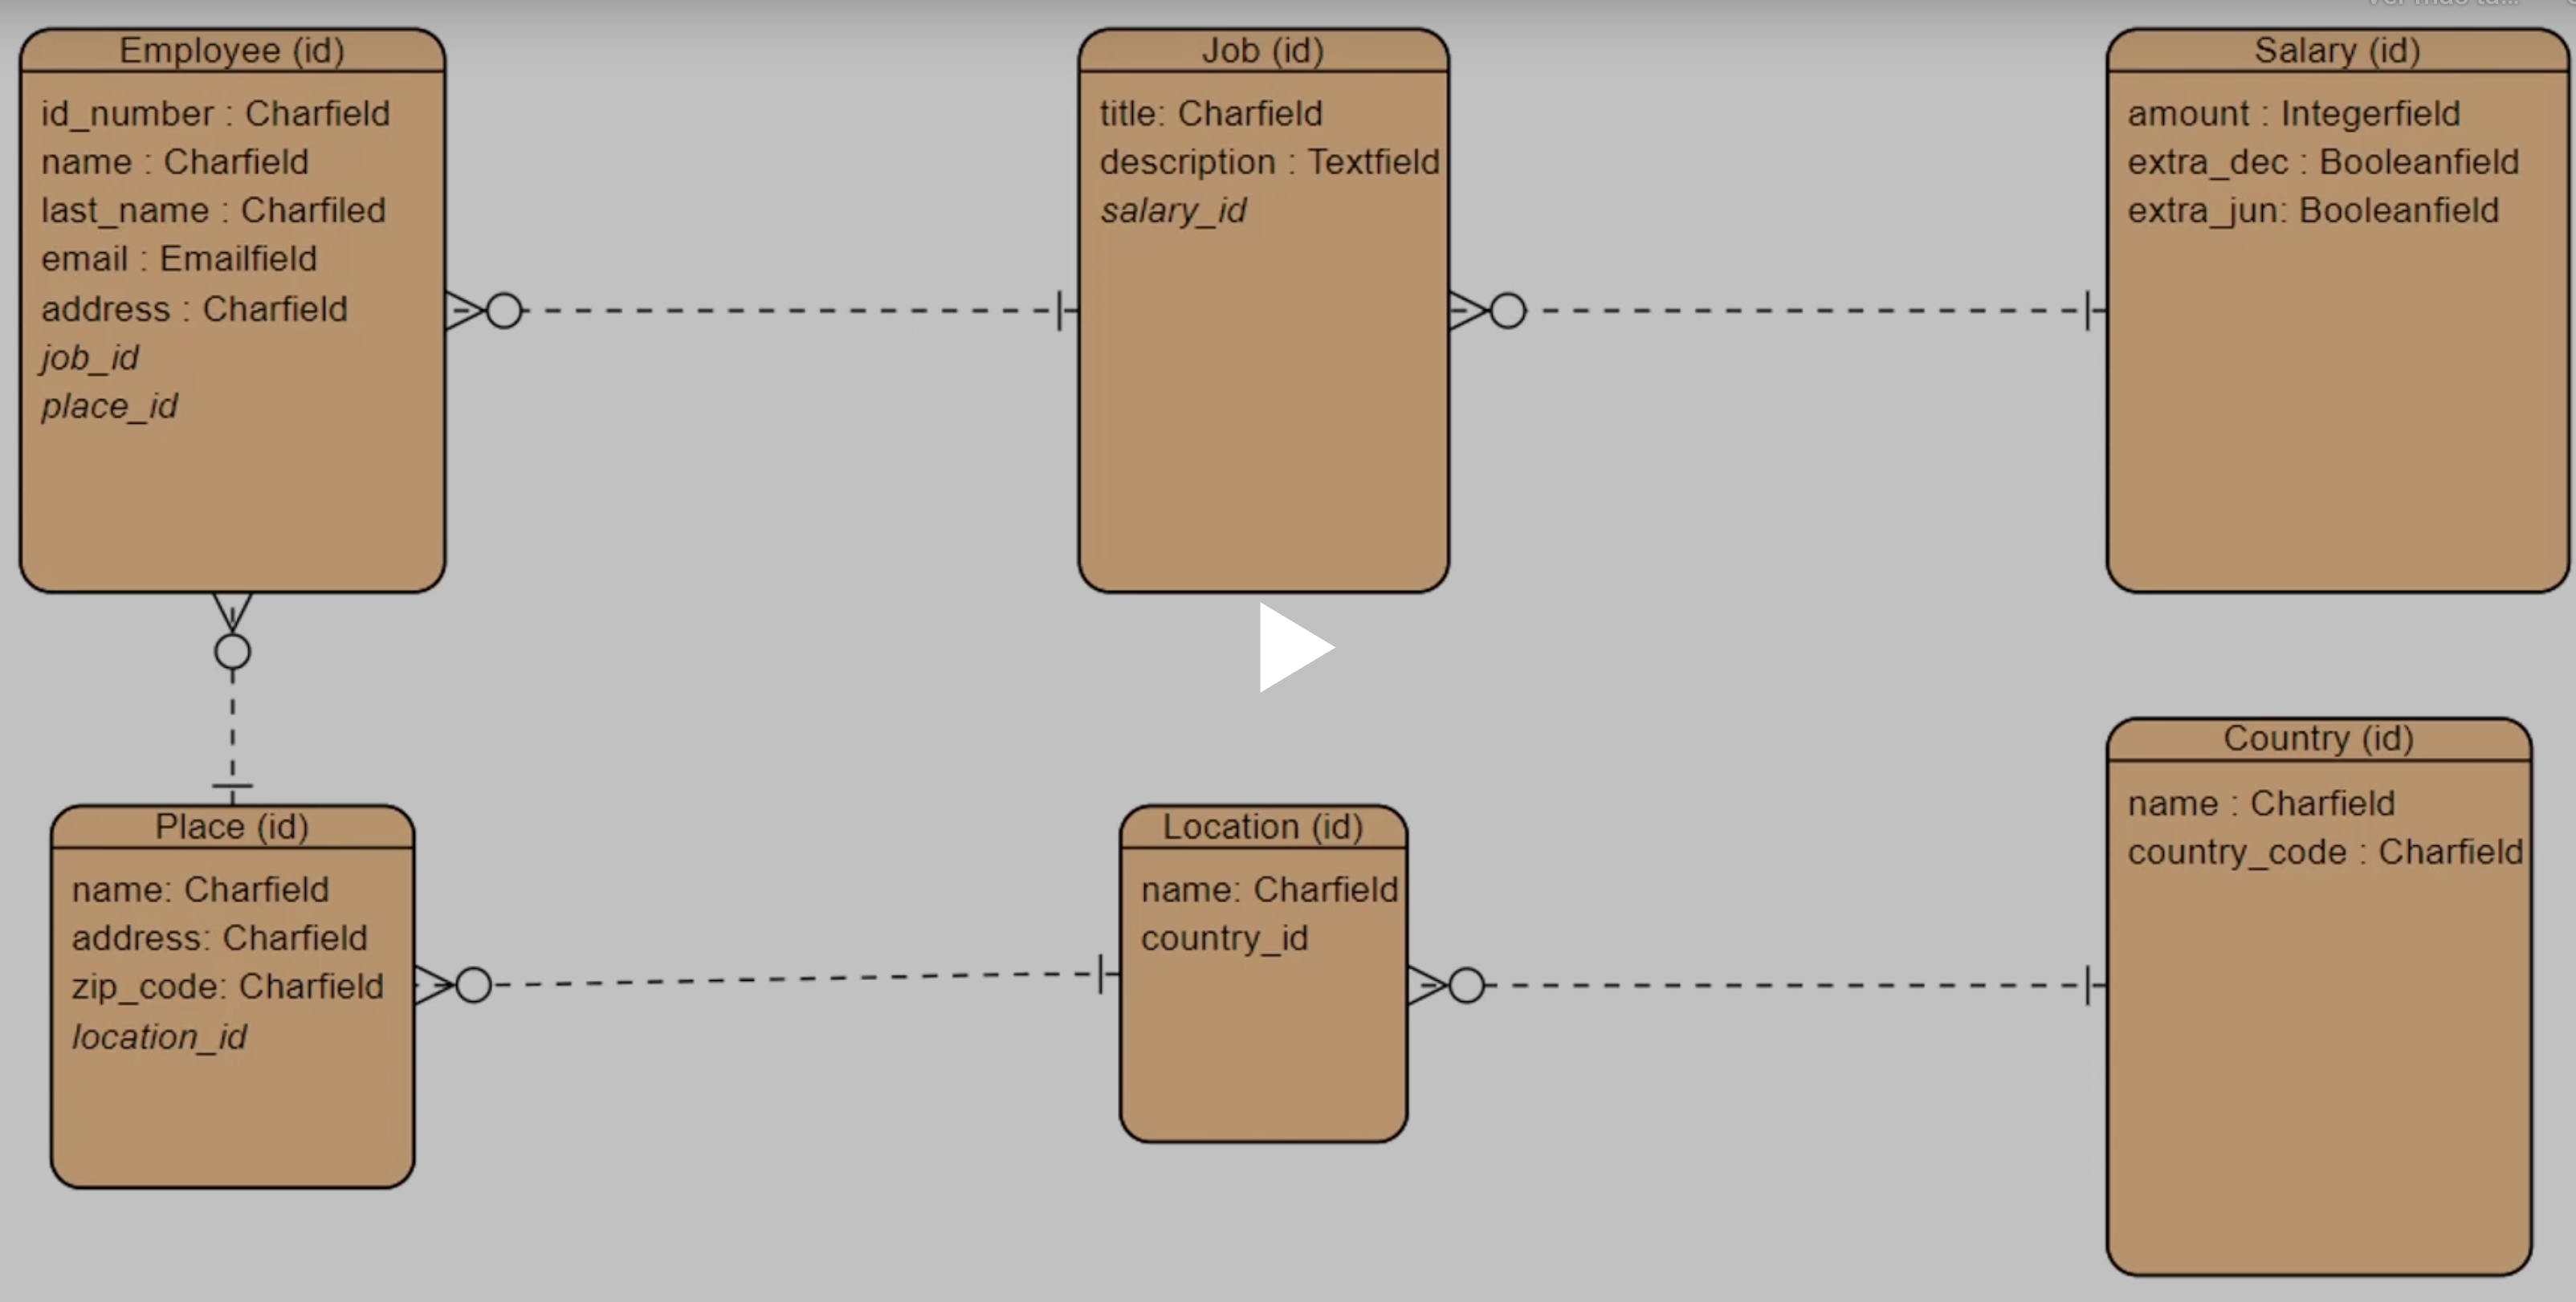 Employee (id)
id_number : Charfield
name : Charfield
last_name : Charfiled
email : Emailfield
address : Charfield
job_id
place_id
Job (id)
title: Charfield
description : Textfield
salary_id
Salary (id)
amount : Integerfield
extra_dec : Booleanfield
extra_jun: Booleanfield
Place (id)
name: Charfield
address: Charfield
zip_code: Charfield
location_id
Location (id)
name: Charfield
country_id
Country (id)
name : Charfield
country_code : Charfield